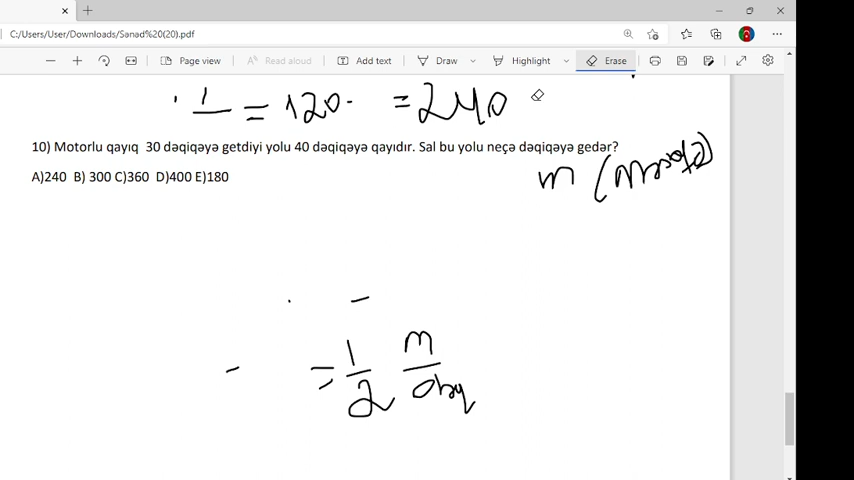 C:/Users/User/Downloads/Sanad%20(20).pdf
Page view
Read aloud
Add text
Draw
Highlight
Erase
1 = 120. = 240
10) Motorlu qayıq 30 dəqiqəyə getdiyi yolu 40 dəqiqəyə qayıdır. Sal bu yolu neçə dəqiqəyə gedər?
m (Məsafə)
A)240 B) 300 C)360 D)400 E)180
= 1/2 m/dəq